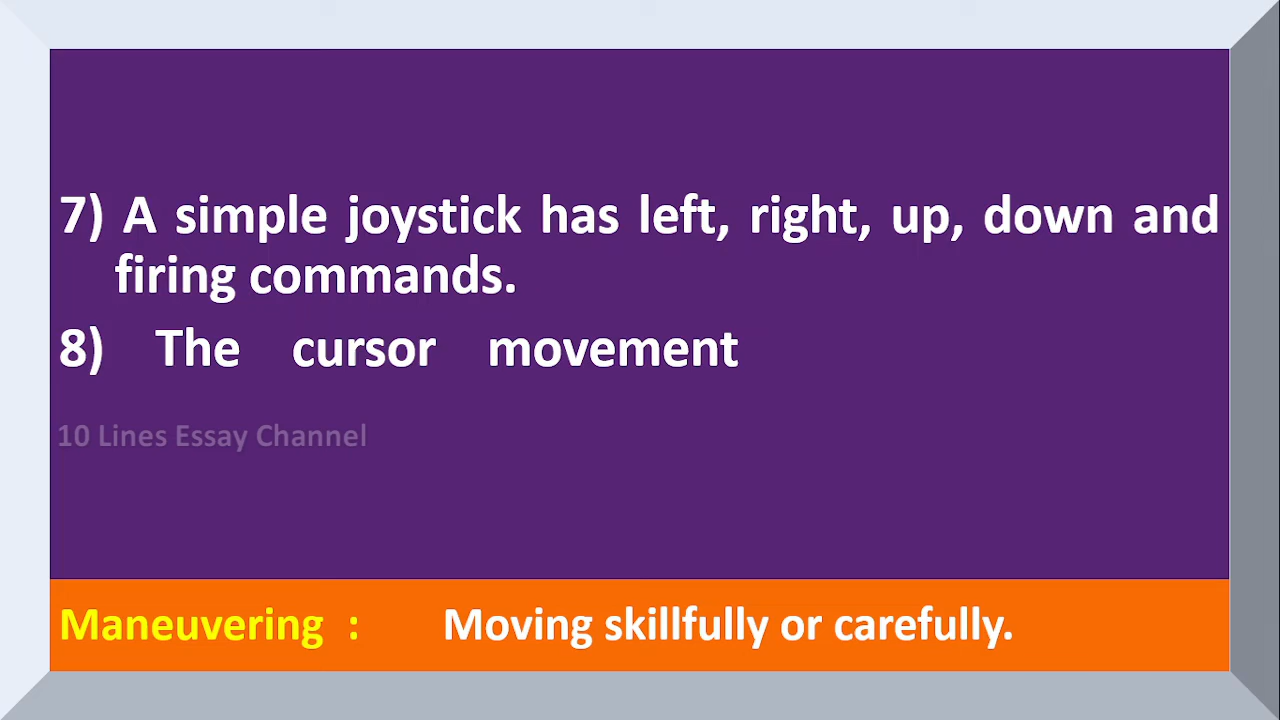 7) A simple joystick has left, right, up, down and
firing commands.
8) The cursor movement
10 Lines Essay Channel
Maneuvering : Moving skillfully or carefully.